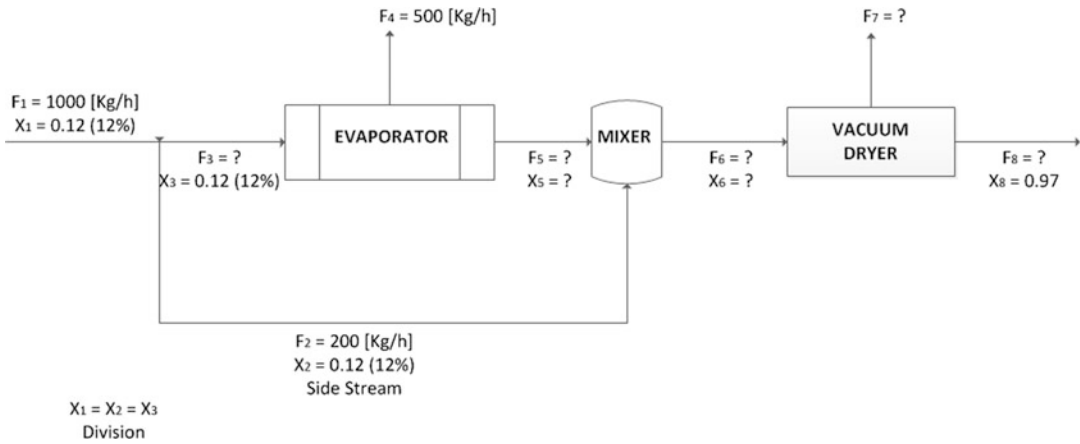 F4 = 500 [Kg/h]
F7 = ?
F1 = 1000 [Kg/h]
X1 = 0.12 (12%)
EVAPORATOR
MIXER
VACUUM
DRYER
F3 = ?
X3 = 0.12 (12%)
F5 = ?
X5 = ?
F6 = ?
X6 = ?
F8 = ?
X8 = 0.97
F2 = 200 [Kg/h]
X2 = 0.12 (12%)
Side Stream
X1 = X2 = X3
Division